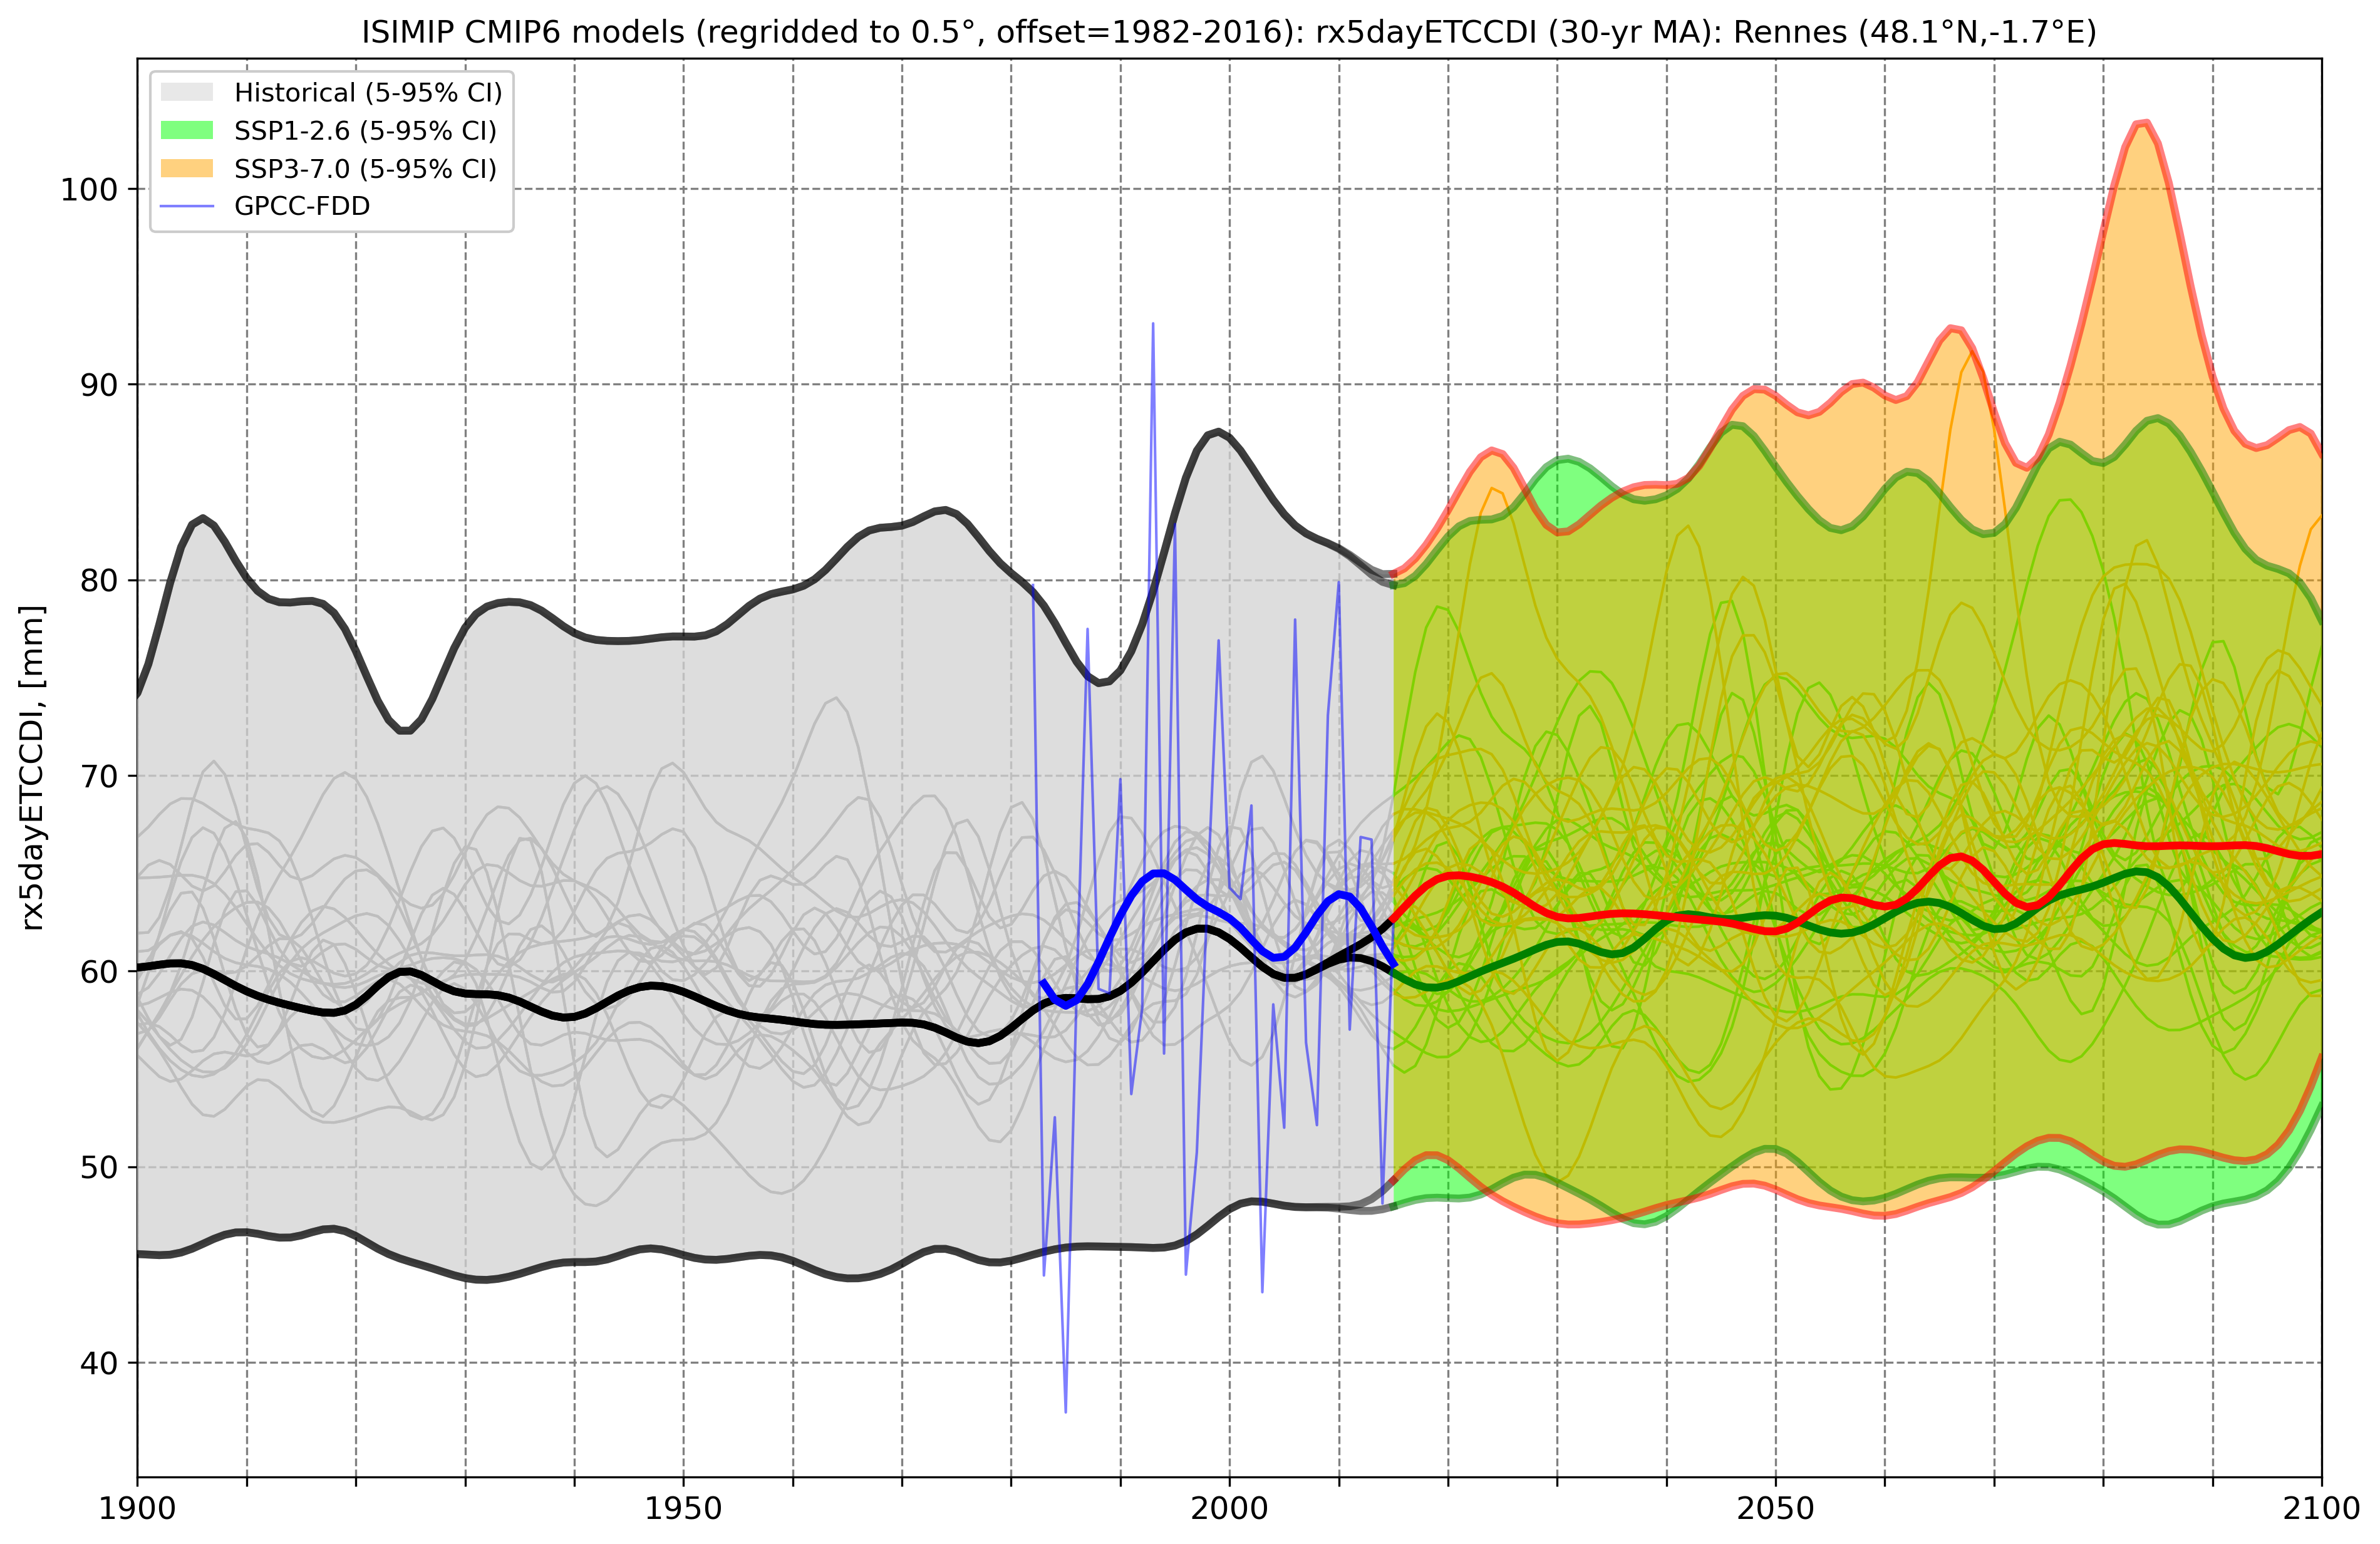 ISIMIP CMIP6 models (regridded to 0.5°, offset=1982-2016): rx5dayETCCDI (30-yr MA): Rennes (48.1°N,-1.7°E)
Historical (5-95% CI)
SSP1-2.6 (5-95% CI)
SSP3-7.0 (5-95% CI)
GPCC-FDD
rx5dayETCCDI, [mm]
100
90
80
70
60
50
40
1900
1950
2000
2050
2100